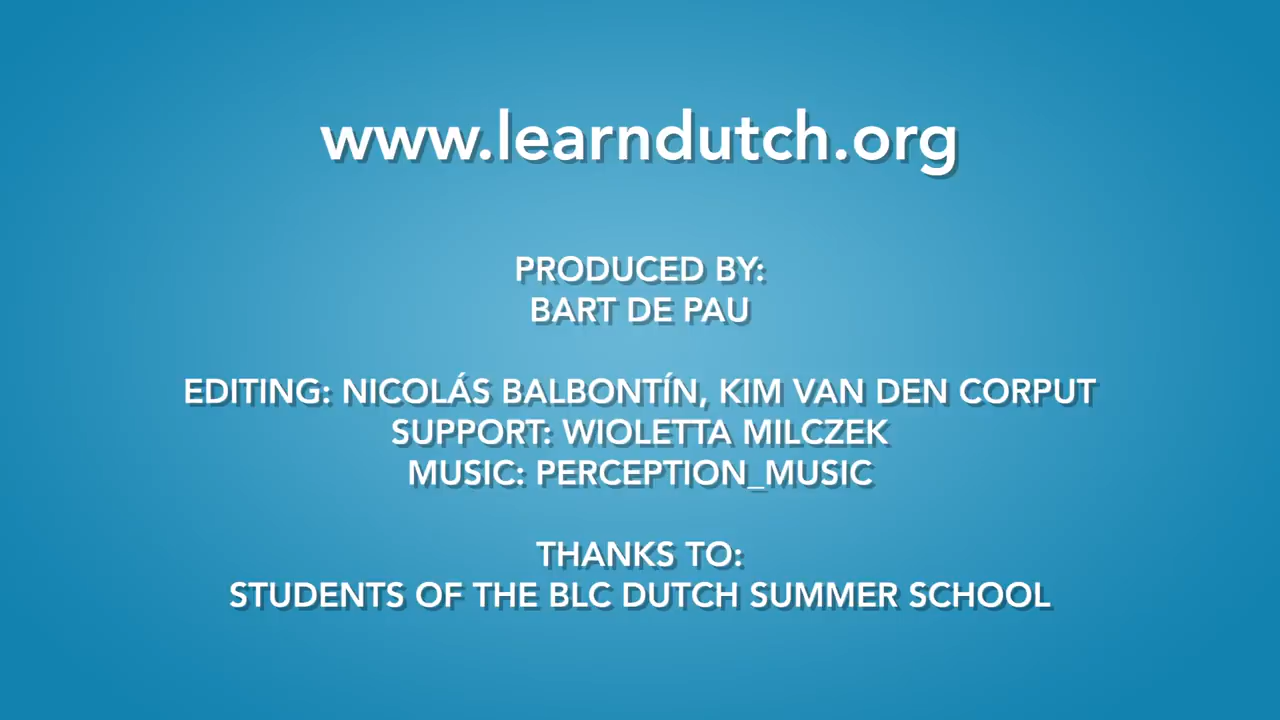 www.learndutch.org
PRODUCED BY:
BART DE PAU
EDITING: NICOLÁS BALBONTÍN, KIM VAN DEN CORPUT
SUPPORT: WIOLETTA MILCZEK
MUSIC: PERCEPTION_MUSIC
THANKS TO:
STUDENTS OF THE BLC DUTCH SUMMER SCHOOL